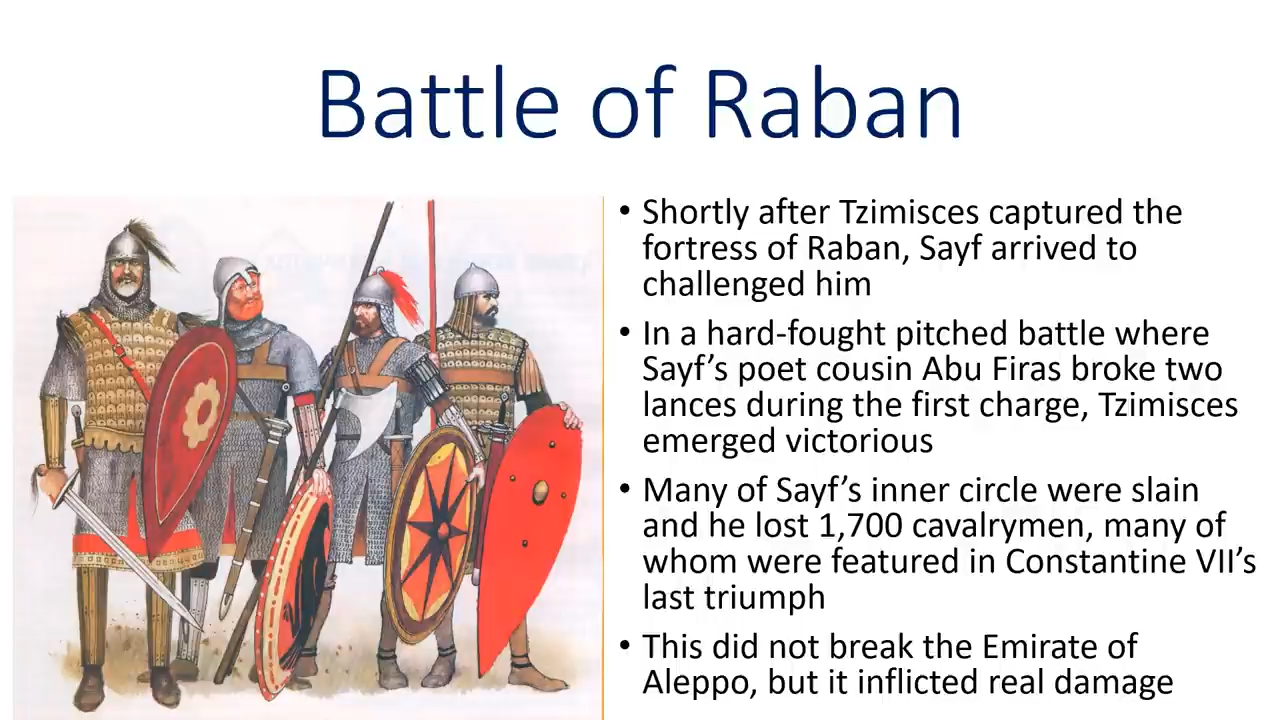 Battle of Raban
• Shortly after Tzimisces captured the
fortress of Raban, Sayf arrived to
challenged him
• In a hard-fought pitched battle where
Sayf’s poet cousin Abu Firas broke two
lances during the first charge, Tzimisces
emerged victorious
• Many of Sayf’s inner circle were slain
and he lost 1,700 cavalrymen, many of
whom were featured in Constantine VII’s
last triumph
• This did not break the Emirate of
Aleppo, but it inflicted real damage